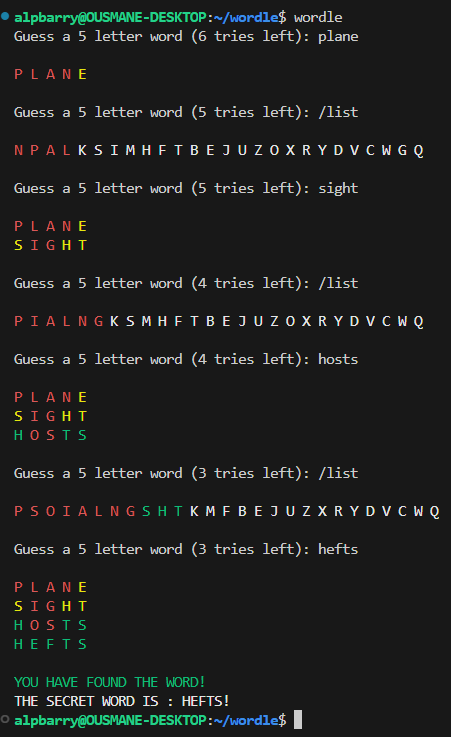 alpbarry@OUSMANE-DESKTOP:~/wordle$ wordle
Guess a 5 letter word (6 tries left): plane
P L A N E
Guess a 5 letter word (5 tries left): /list
N P A L K S I M H F T B E J U Z O X R Y D V C W G Q
Guess a 5 letter word (5 tries left): sight
P L A N E
S I G H T
Guess a 5 letter word (4 tries left): /list
P I A L N G K S M H F T B E J U Z O X R Y D V C W Q
Guess a 5 letter word (4 tries left): hosts
P L A N E
S I G H T
H O S T S
Guess a 5 letter word (3 tries left): /list
P S O I A L N G S H T K M F B E J U Z X R Y D V C W Q
Guess a 5 letter word (3 tries left): hefts
P L A N E
S I G H T
H O S T S
H E F T S
YOU HAVE FOUND THE WORD!
THE SECRET WORD IS : HEFTS!
alpbarry@OUSMANE-DESKTOP:~/wordle$